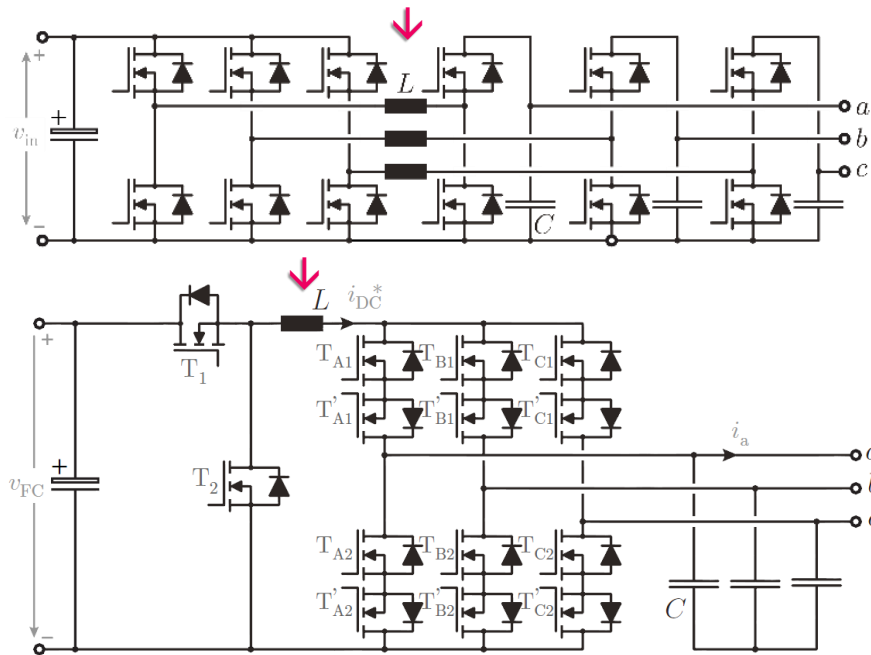 +
L
a
v_in
+
b
c
−
C
L
i_DC*
+
T_1
T_A1 T_B1 T_C1
T'_A1 T'_B1 T'_C1
i_a
+
v_FC
T_2
T_A2 T_B2 T_C2
T'_A2 T'_B2 T'_C2
C
−